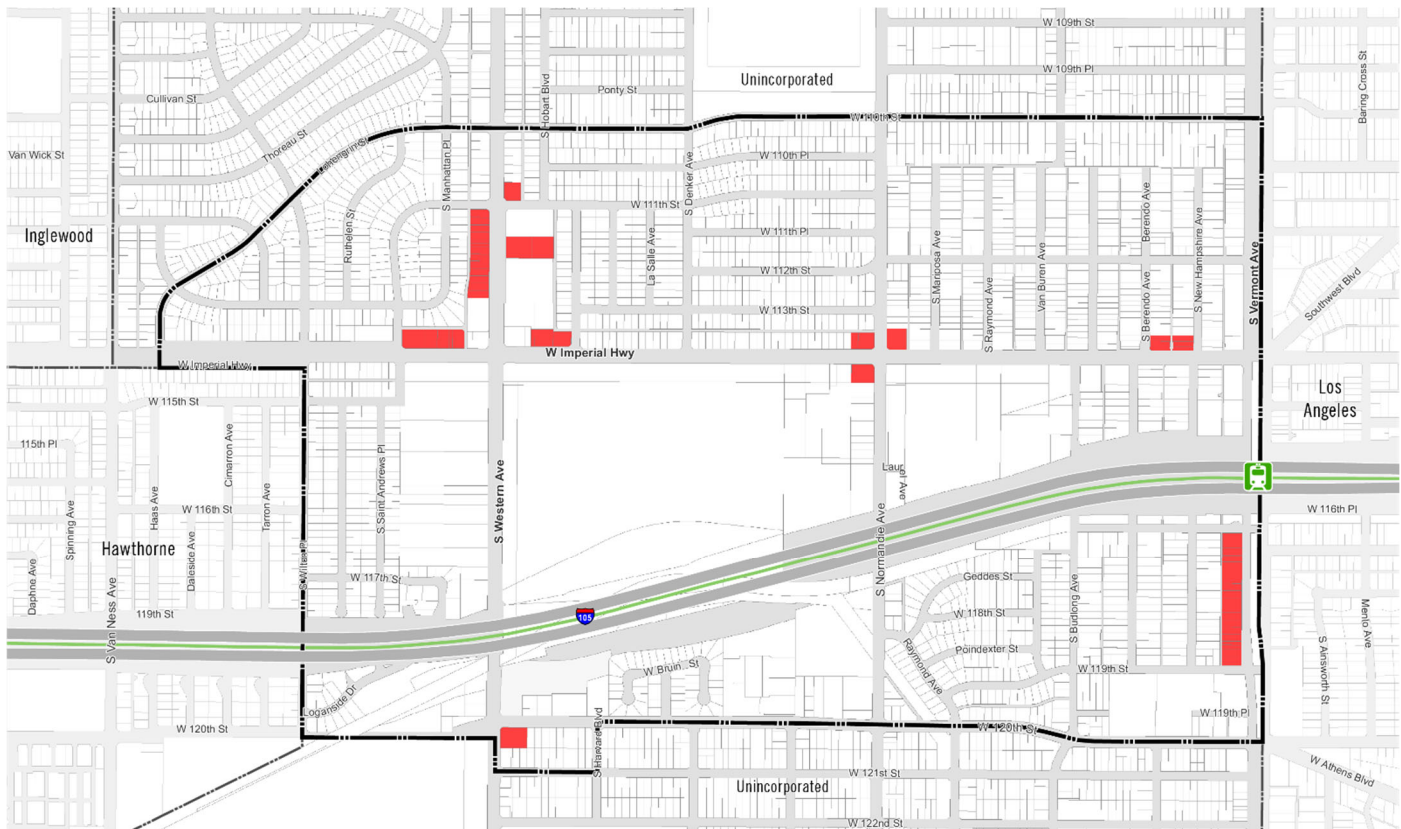 W 109th St
S Hobart Blvd
Baring Cross St
W 109th Pl
Unincorporated
Ponty St
Cullivan St
W 110th St
Thoreau St
S Manhattan Pl
Van Wick St
W 110th Pl
S Denker Ave
W 111th St
Berendo Ave
Inglewood
Ruthelen St
W 111th Pl
La Salle Ave
S Mariposa Ave
S New Hampshire Ave
S Vermont Ave
W 112th St
Van Buren Ave
S Raymond Ave
S Berendo Ave
Southwest Blvd
W 113th St
W Imperial Hwy
W Imperial Hwy
Los
Angeles
W 115th St
115th Pl
Cimarron Ave
S Saint Andrews Pl
S Western Ave
Laurel Ave
Spinning Ave
Haas Ave
Tarron Ave
W 116th St
W 116th Pl
S Normandie Ave
Hawthorne
Daleside Ave
S Wilton Pl
Daphne Ave
S Van Ness Ave
W 117th St
Geddes St
S Budlong Ave
119th St
105
W 118th St
Menlo Ave
S Ainsworth St
Raymond Ave
Poindexter St
W Bruin St
W 119th St
Loganside Dr
W 119th Pl
W 120th St
S Harvard Blvd
W 120th St
W 121st St
W Athens Blvd
Unincorporated
W 122nd St